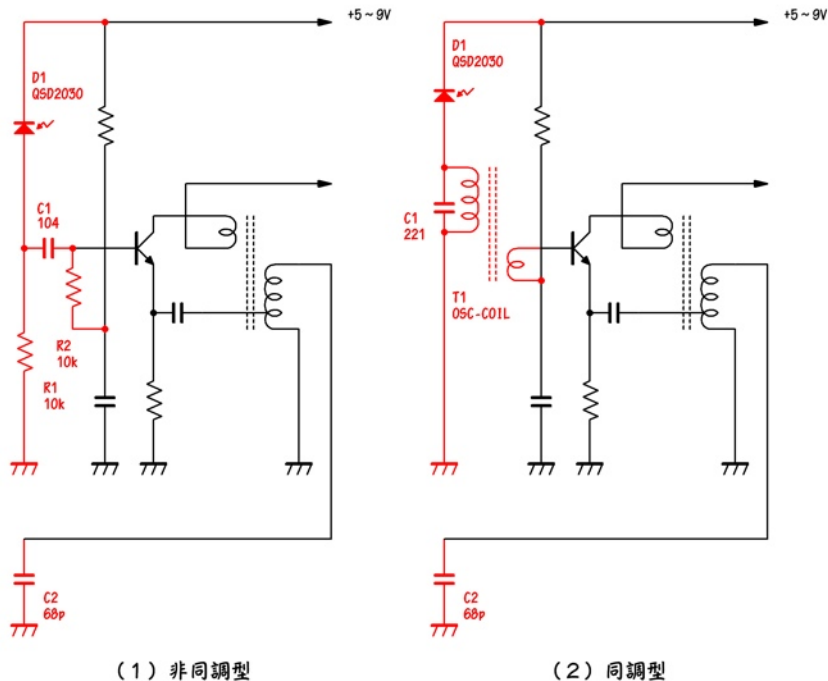 +5~9V
D1
QSD2030
C1
104
R2
10k
R1
10k
C2
68p
(1)非同調型
+5~9V
D1
QSD2030
C1
221
T1
OSC-COIL
C2
68p
(2)同調型